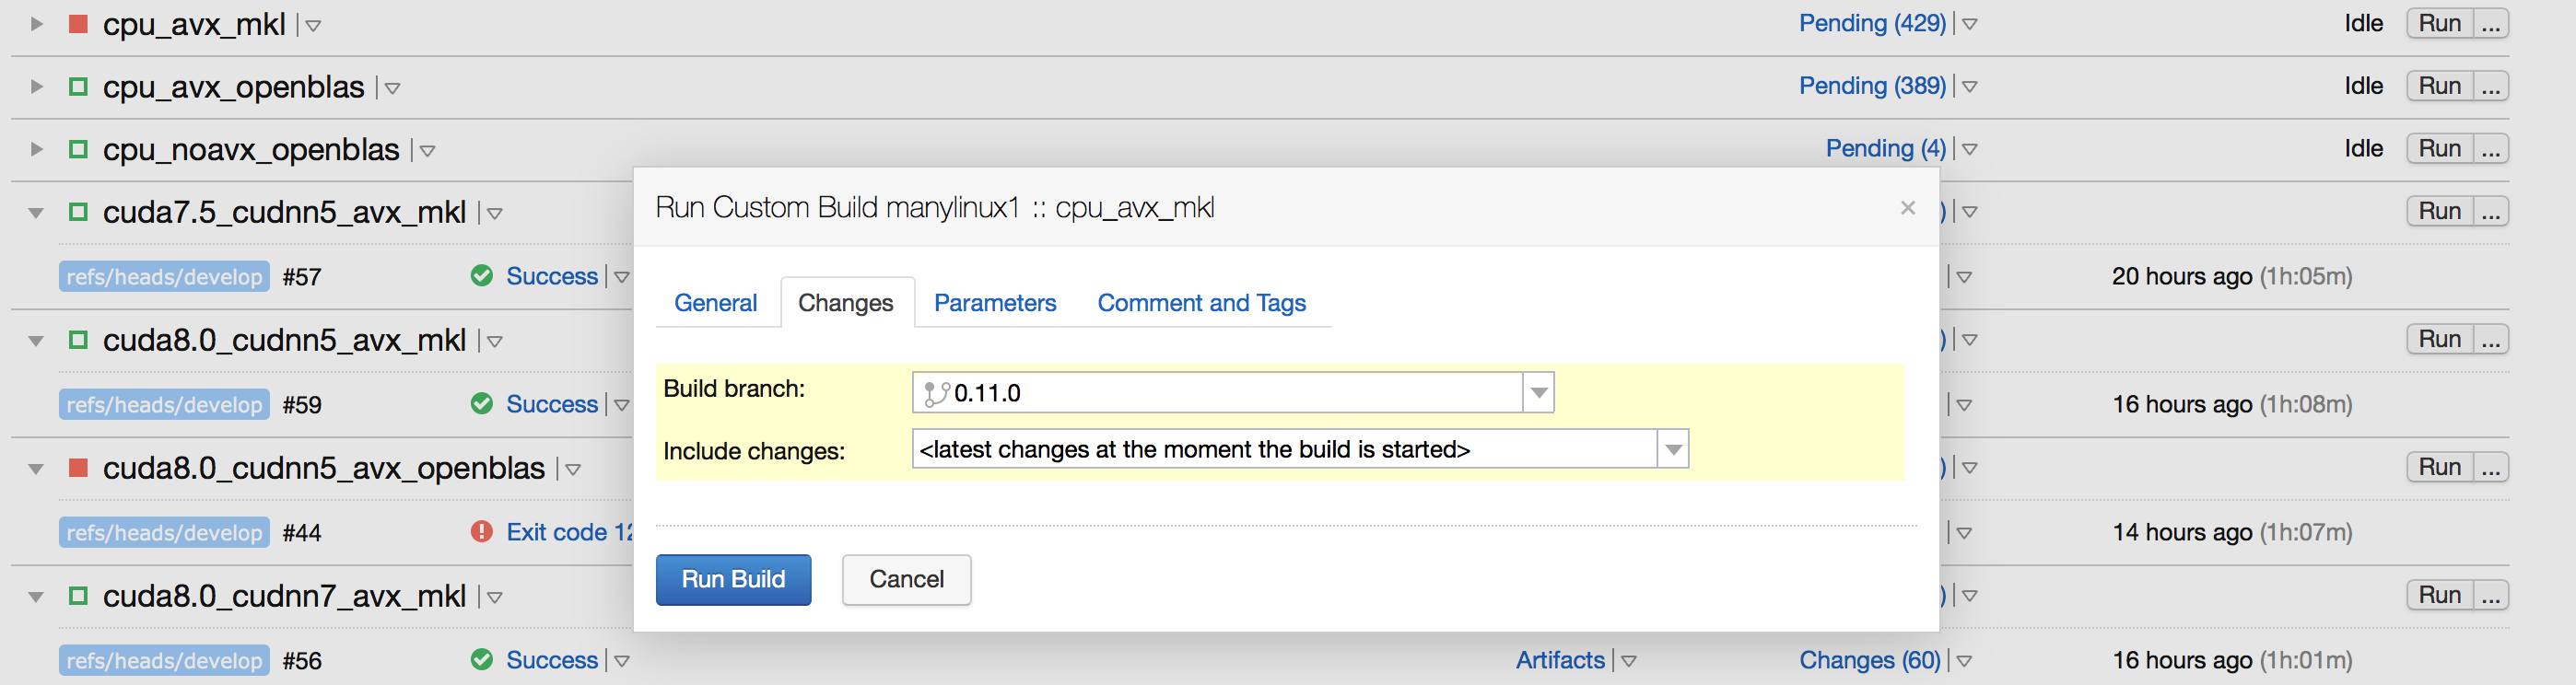 cpu_avx_mkl Pending (429) Idle Run ...
cpu_avx_openblas Pending (389) Idle Run ...
cpu_noavx_openblas Pending (4) Idle Run ...
cuda7.5_cudnn5_avx_mkl ) Run ...
refs/heads/develop #57 Success 20 hours ago (1h:05m)
cuda8.0_cudnn5_avx_mkl ) Run ...
refs/heads/develop #59 Success 16 hours ago (1h:08m)
cuda8.0_cudnn5_avx_openblas ) Run ...
refs/heads/develop #44 Exit code 14 hours ago (1h:07m)
cuda8.0_cudnn7_avx_mkl ) Run ...
refs/heads/develop #56 Success Artifacts Changes (60) 16 hours ago (1h:01m)
Run Custom Build manylinux1 :: cpu_avx_mkl ×
General Changes Parameters Comment and Tags
Build branch: 0.11.0
Include changes: <latest changes at the moment the build is started>
Run Build Cancel